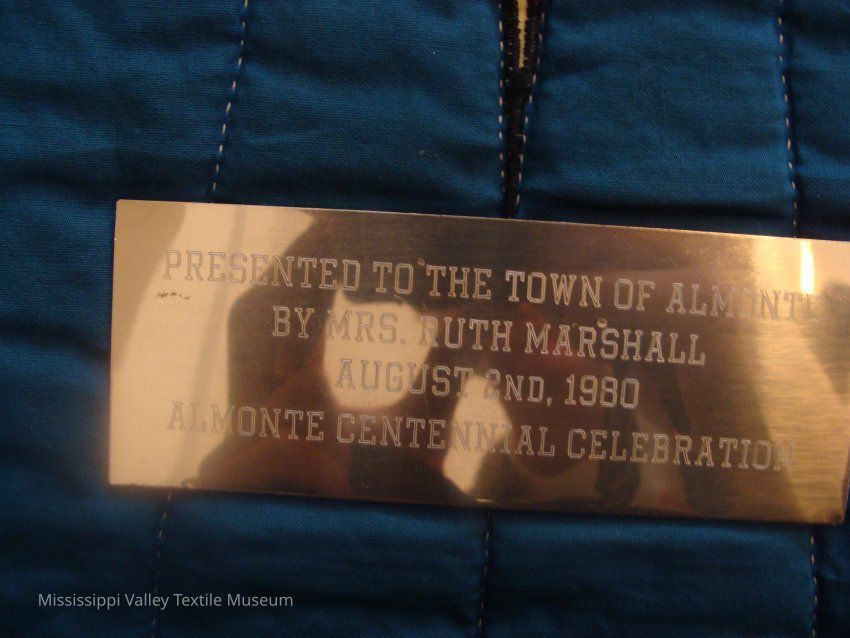 PRESENTED TO THE TOWN OF ALMONTE
BY MRS. RUTH MARSHALL
AUGUST 2ND, 1980
ALMONTE CENTENNIAL CELEBRATION
Mississippi Valley Textile Museum